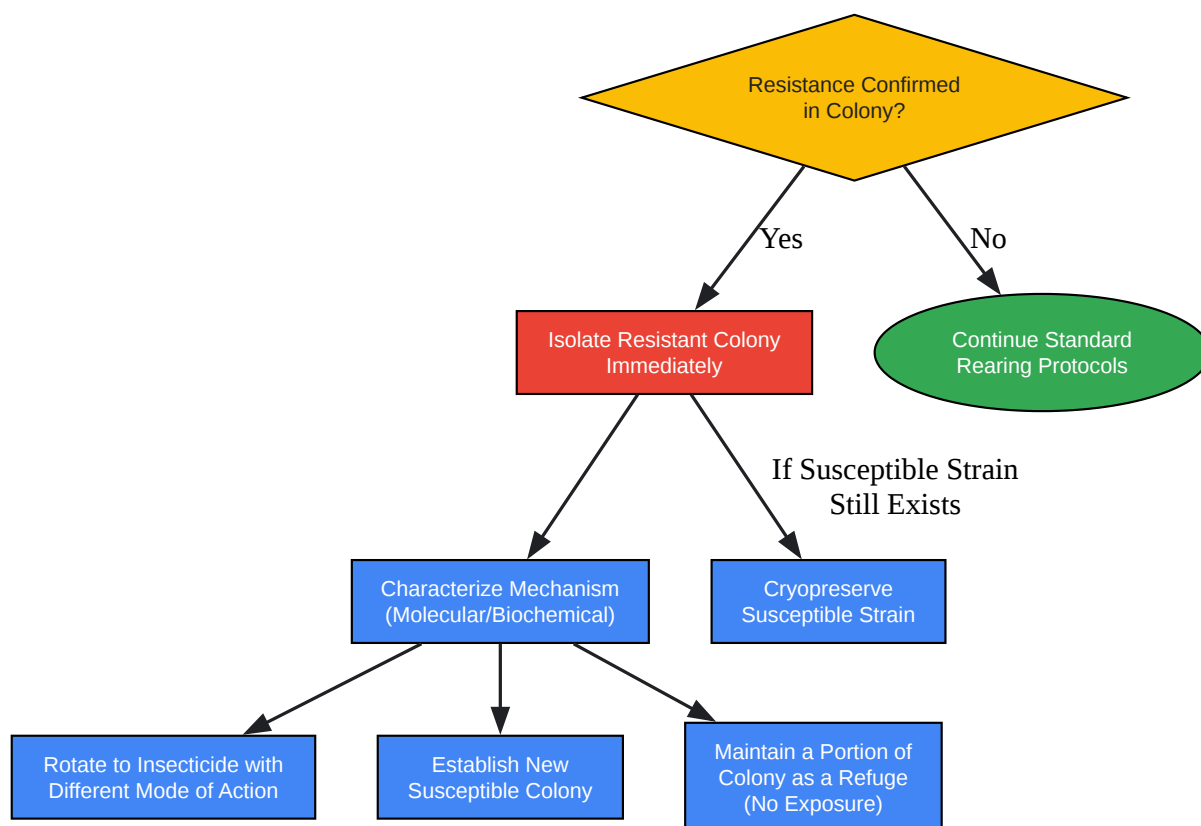 Resistance Confirmed
in Colony?
Yes
No
Isolate Resistant Colony
Immediately
Continue Standard
Rearing Protocols
If Susceptible Strain
Still Exists
Characterize Mechanism
(Molecular/Biochemical)
Cryopreserve
Susceptible Strain
Rotate to Insecticide with
Different Mode of Action
Establish New
Susceptible Colony
Maintain a Portion of
Colony as a Refuge
(No Exposure)